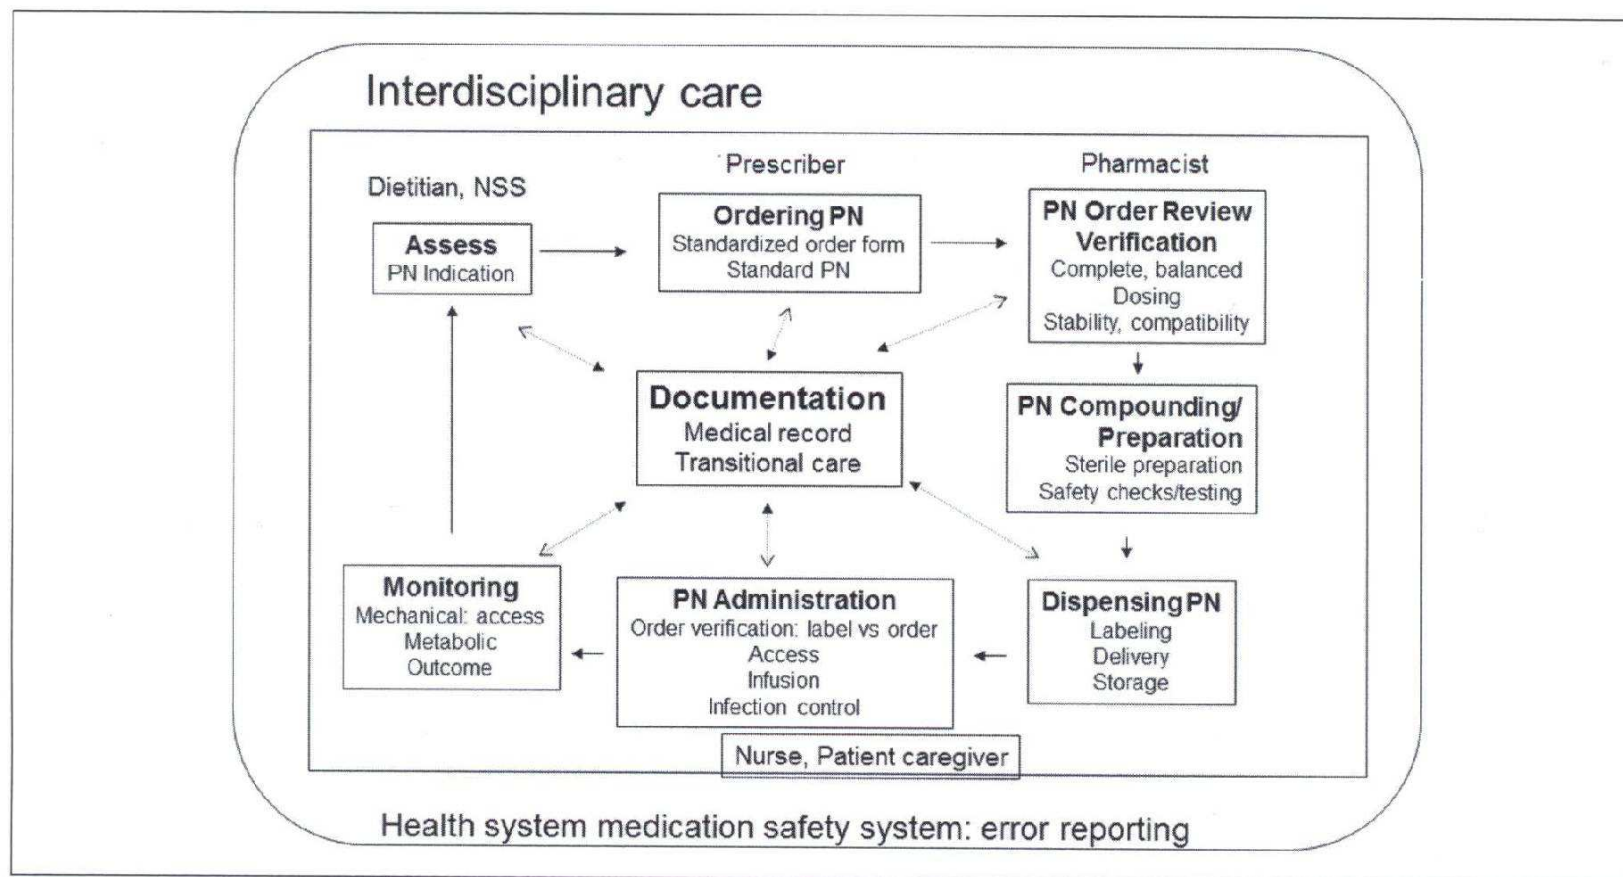 Interdisciplinary care
Dietitian, NSS
Assess
PN Indication
Prescriber
Ordering PN
Standardized order form
Standard PN
Pharmacist
PN Order Review
Verification
Complete, balanced
Dosing
Stability, compatibility
Documentation
Medical record
Transitional care
PN Compounding/
Preparation
Sterile preparation
Safety checks/testing
Monitoring
Mechanical: access
Metabolic
Outcome
PN Administration
Order verification: label vs order
Access
Infusion
Infection control
Nurse, Patient caregiver
Dispensing PN
Labeling
Delivery
Storage
Health system medication safety system: error reporting